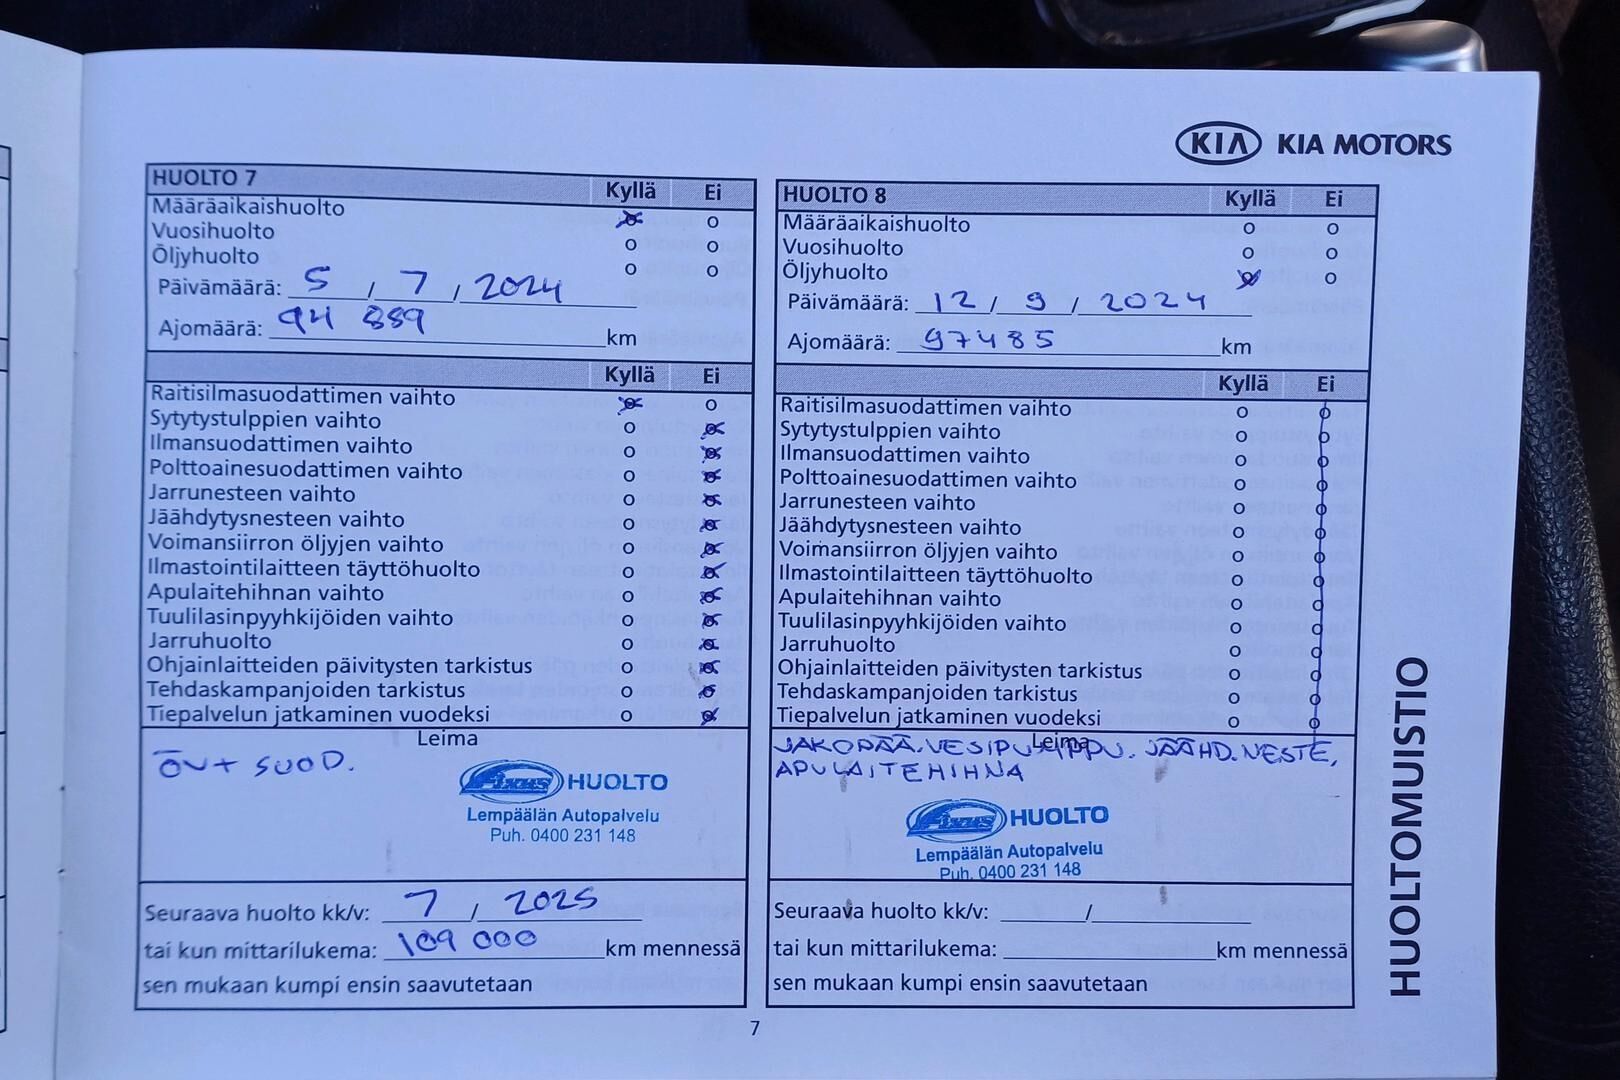 KIA KIA MOTORS
HUOLTO 7 Kyllä Ei
Määräaikaishuolto
Vuosihuolto
Öljyhuolto
Päivämäärä: 5 / 7 / 2024
Ajomäärä: 94 889 km
Kyllä Ei
Raitisilmasuodattimen vaihto
Sytytystulppien vaihto
Ilmansuodattimen vaihto
Polttoainesuodattimen vaihto
Jarrunesteen vaihto
Jäähdytysnesteen vaihto
Voimansiirron öljyjen vaihto
Ilmastointilaitteen täyttöhuolto
Apulaitehihnan vaihto
Tuulilasinpyyhkijöiden vaihto
Jarruhuolto
Ohjainlaitteiden päivitysten tarkistus
Tehdaskampanjoiden tarkistus
Tiepalvelun jatkaminen vuodeksi
Leima
ÖV+ SUOD.
FIXUS HUOLTO
Lempäälän Autopalvelu
Puh. 0400 231 148
Seuraava huolto kk/v: 7 / 2025
tai kun mittarilukema: 109 000 km mennessä
sen mukaan kumpi ensin saavutetaan
HUOLTO 8 Kyllä Ei
Määräaikaishuolto
Vuosihuolto
Öljyhuolto
Päivämäärä: 12 / 9 / 2024
Ajomäärä: 97485 km
Kyllä Ei
Raitisilmasuodattimen vaihto
Sytytystulppien vaihto
Ilmansuodattimen vaihto
Polttoainesuodattimen vaihto
Jarrunesteen vaihto
Jäähdytysnesteen vaihto
Voimansiirron öljyjen vaihto
Ilmastointilaitteen täyttöhuolto
Apulaitehihnan vaihto
Tuulilasinpyyhkijöiden vaihto
Jarruhuolto
Ohjainlaitteiden päivitysten tarkistus
Tehdaskampanjoiden tarkistus
Tiepalvelun jatkaminen vuodeksi
Leima
JAKOPÄÄ. VESIPUMPPU. JÄÄHD.NESTE,
APULAITEHIHNA
FIXUS HUOLTO
Lempäälän Autopalvelu
Puh. 0400 231 148
Seuraava huolto kk/v: /
tai kun mittarilukema: km mennessä
sen mukaan kumpi ensin saavutetaan
HUOLTOMUISTIO
7